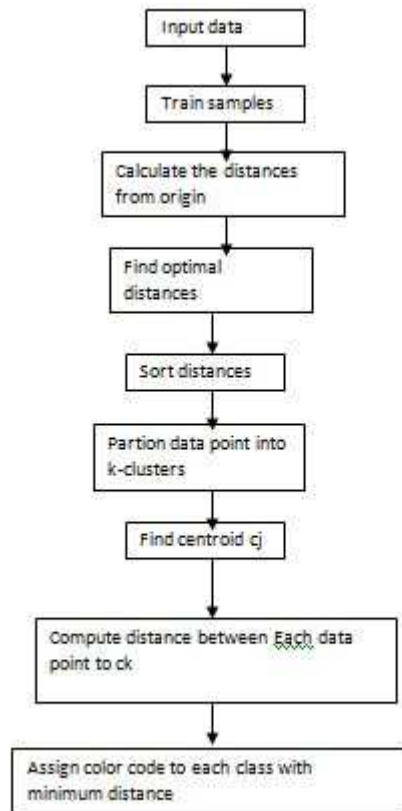 Input data
Train samples
Calculate the distances
from origin
Find optimal
distances
Sort distances
Partion data point into
k-clusters
Find centroid cj
Compute distance between Each data
point to ck
Assign color code to each class with
minimum distance